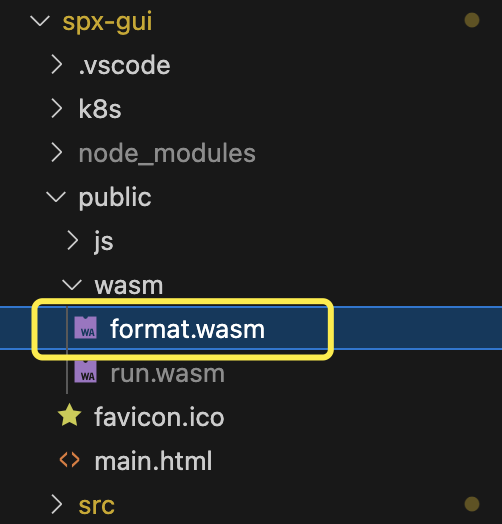 spx-gui
.vscode
k8s
node_modules
public
js
wasm
WA format.wasm
WA run.wasm
favicon.ico
<> main.html
src